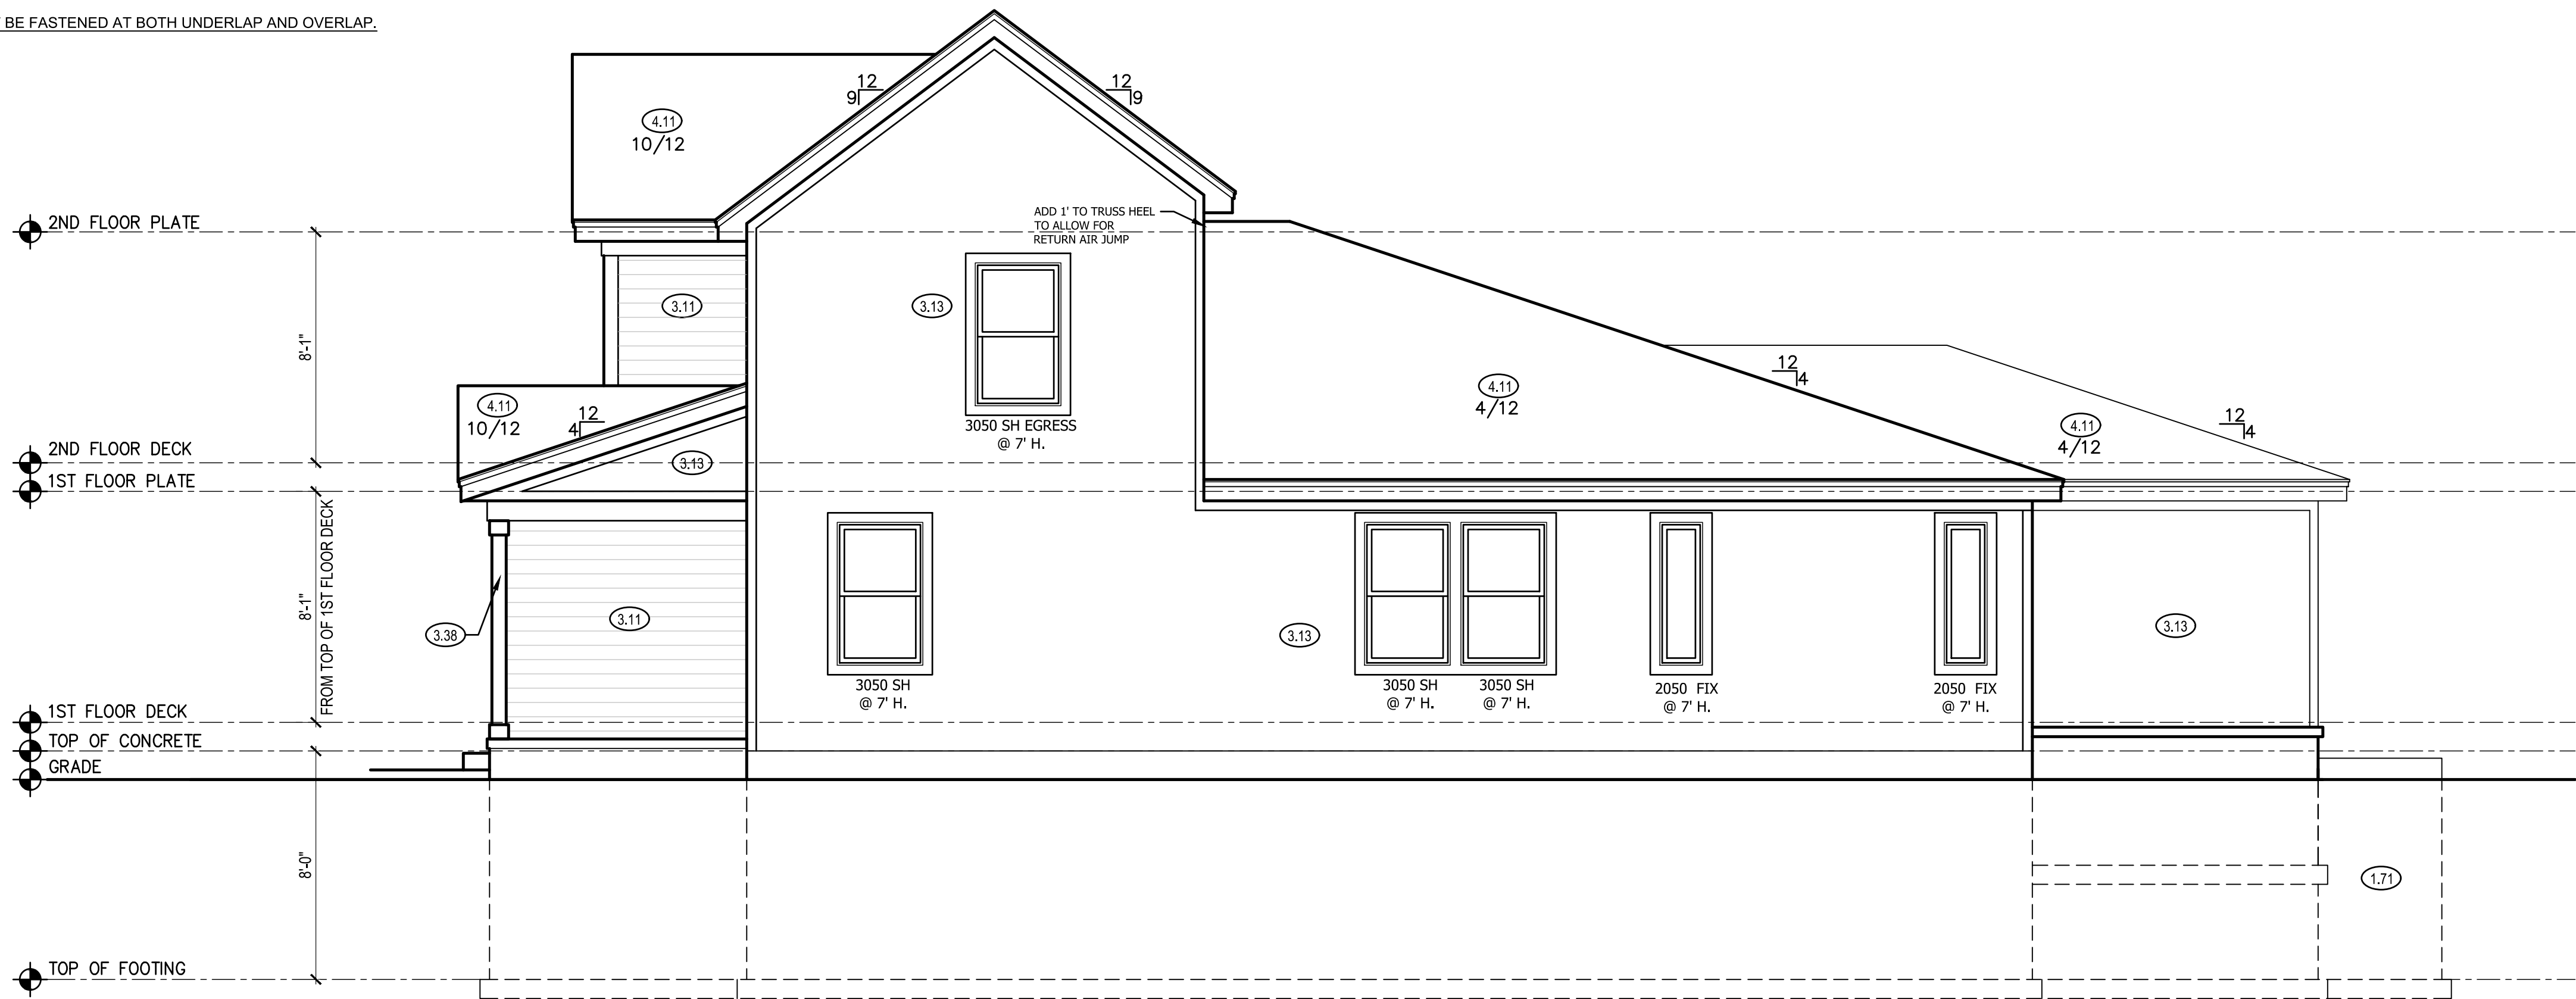 BE FASTENED AT BOTH UNDERLAP AND OVERLAP.
12
9
12
9
4.11
10/12
2ND FLOOR PLATE
ADD 1' TO TRUSS HEEL
TO ALLOW FOR
RETURN AIR JUMP
3.11
3.13
8'-1"
12
4
4.11
4/12
4.11
10/12
12
4
3050 SH EGRESS
@ 7' H.
12
4
4.11
4/12
2ND FLOOR DECK
3.13
1ST FLOOR PLATE
8'-1"
FROM TOP OF 1ST FLOOR DECK
3.11
3.38
3.13
3.13
3050 SH
@ 7' H.
3050 SH
@ 7' H.
3050 SH
@ 7' H.
2050 FIX
@ 7' H.
2050 FIX
@ 7' H.
1ST FLOOR DECK
TOP OF CONCRETE
GRADE
8'-0"
1.71
TOP OF FOOTING